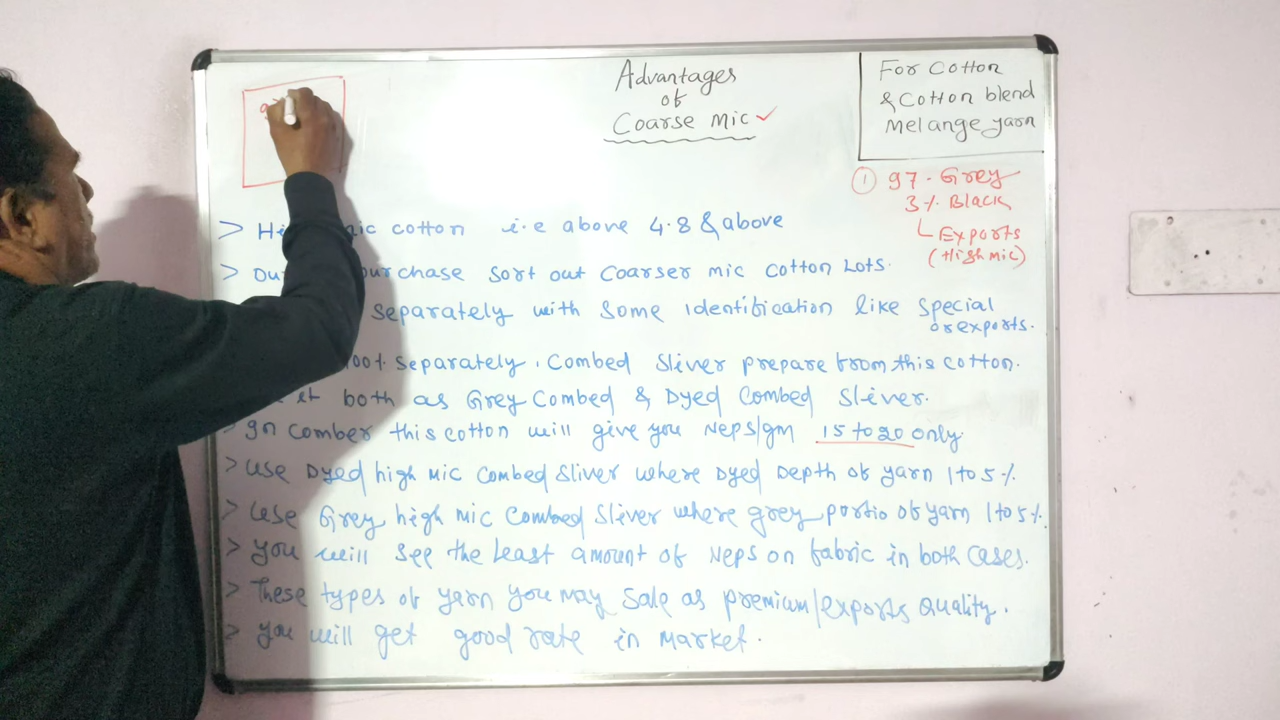 Advantages
of
Coarse mic ✓
For Cotton
& Cotton blend
Melange yarn
① 97 - Grey
3% Black
Exports
(High mic)
> Hi mic cotton i.e above 4.8 & above
> Du purchase sort out Coarser mic cotton Lots.
separately with some identification like special
or exports.
100% separately. Combed Sliver prepare from this cotton.
it both as Grey Combed & Dyed Combed Sliver.
> In comber this cotton will give you Neps/gm 15 to 20 only
> Use Dyed high mic combed sliver where Dyed Depth of yarn 1 to 5%
> Use Grey high mic Combed Sliver where grey portio of yarn 1 to 5%.
> You will see the Least amount of Neps on fabric in both cases.
> These types of yarn you may Sale as premium/exports Quality.
> You will get good rate in market.